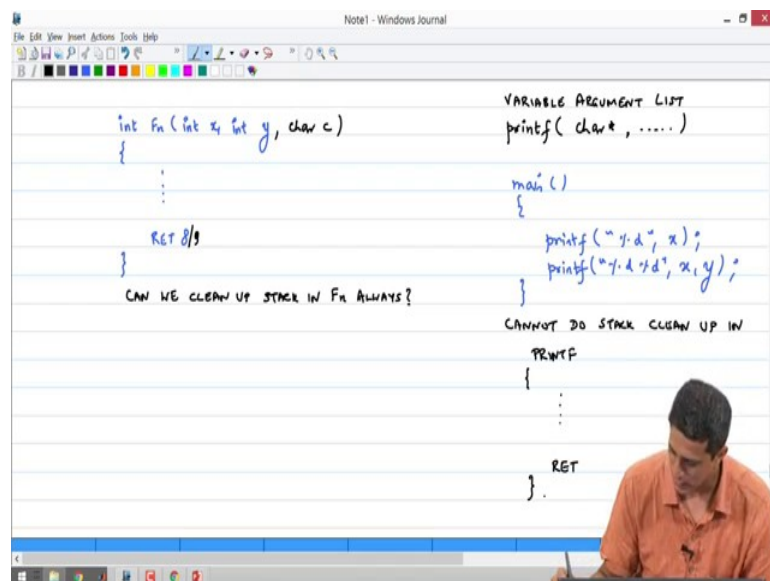 Note1 - Windows Journal
File Edit View Insert Actions Tools Help
B I
int Fn (int x, int y, char c)
{
RET 8/9
}
CAN WE CLEAN UP STACK IN Fn ALWAYS?
VARIABLE ARGUMENT LIST
printf( char*, .....)
main ()
{
printf ("%d", x);
printf("%d %d", x, y);
}
CANNOT DO STACK CLEAN UP IN
PRINTF
{
RET
}.